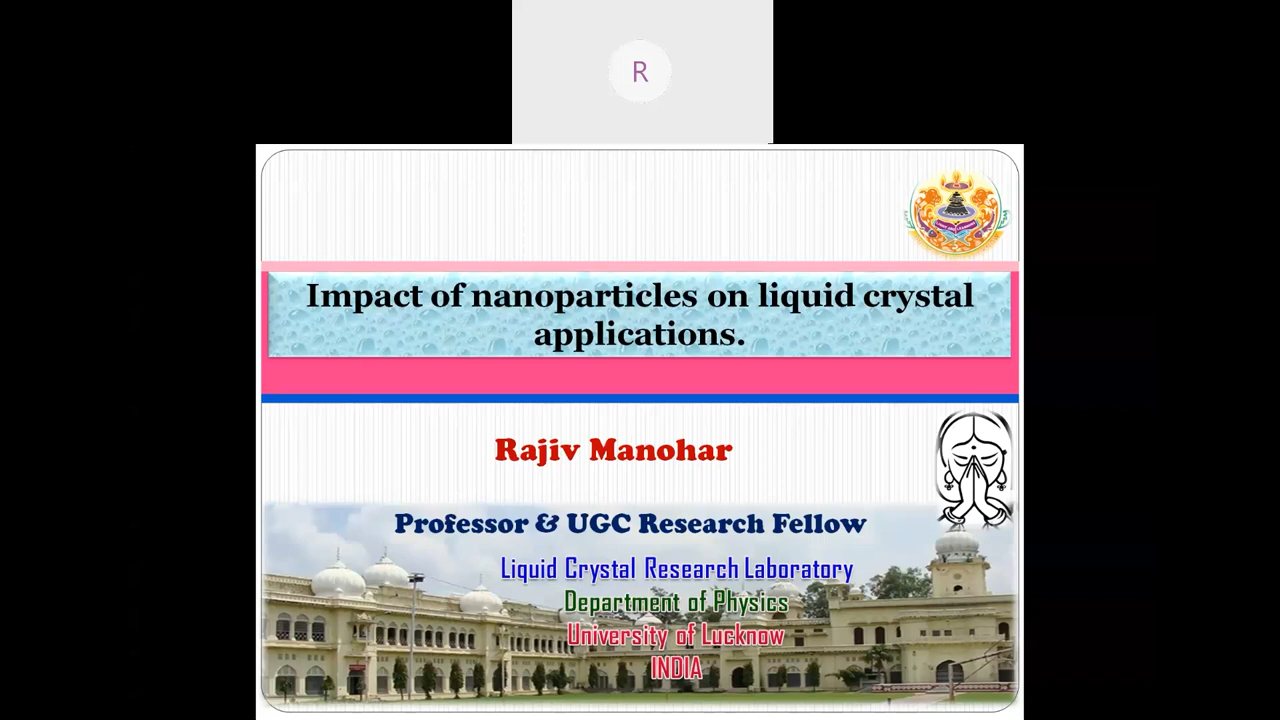 R
Impact of nanoparticles on liquid crystal
applications.
Rajiv Manohar
Professor & UGC Research Fellow
Liquid Crystal Research Laboratory
Department of Physics
University of Lucknow
INDIA